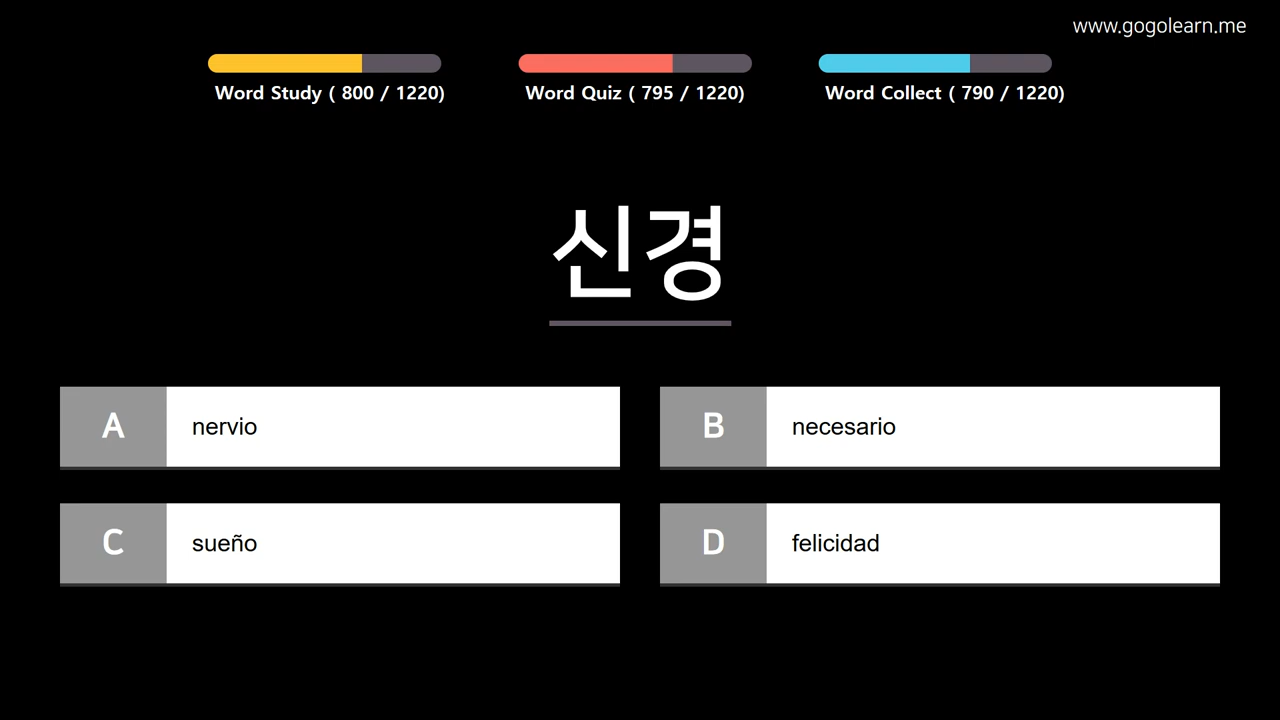 www.gogolearn.me
Word Study ( 800 / 1220)
Word Quiz ( 795 / 1220)
Word Collect ( 790 / 1220)
신경
A nervio
B necesario
C sueño
D felicidad